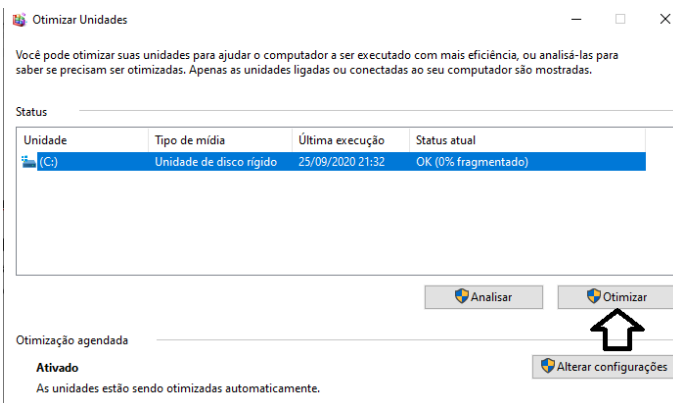 Otimizar Unidades
Você pode otimizar suas unidades para ajudar o computador a ser executado com mais eficiência, ou analisá-las para
saber se precisam ser otimizadas. Apenas as unidades ligadas ou conectadas ao seu computador são mostradas.
Status
Unidade Tipo de mídia Última execução Status atual
(C:) Unidade de disco rígido 25/09/2020 21:32 OK (0% fragmentado)
Analisar Otimizar
Otimização agendada
Ativado Alterar configurações
As unidades estão sendo otimizadas automaticamente.